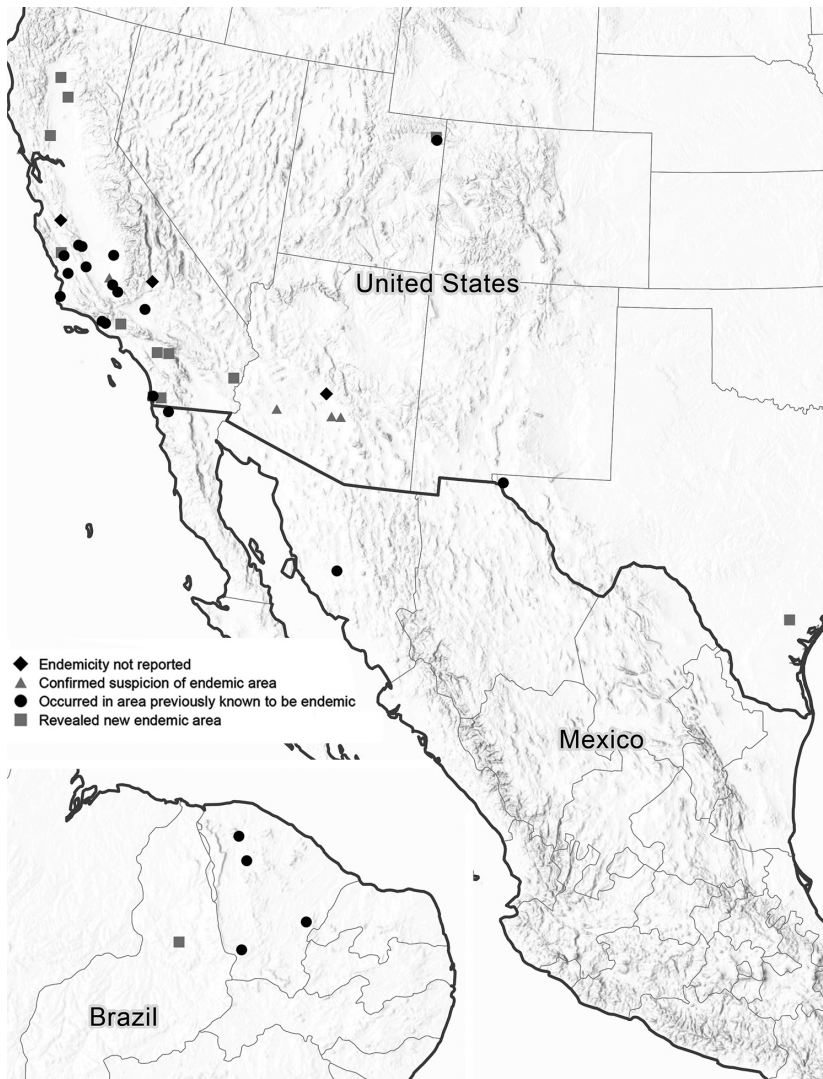 United States
Endemicity not reported
Confirmed suspicion of endemic area
Occurred in area previously known to be endemic
Revealed new endemic area
Mexico
Brazil